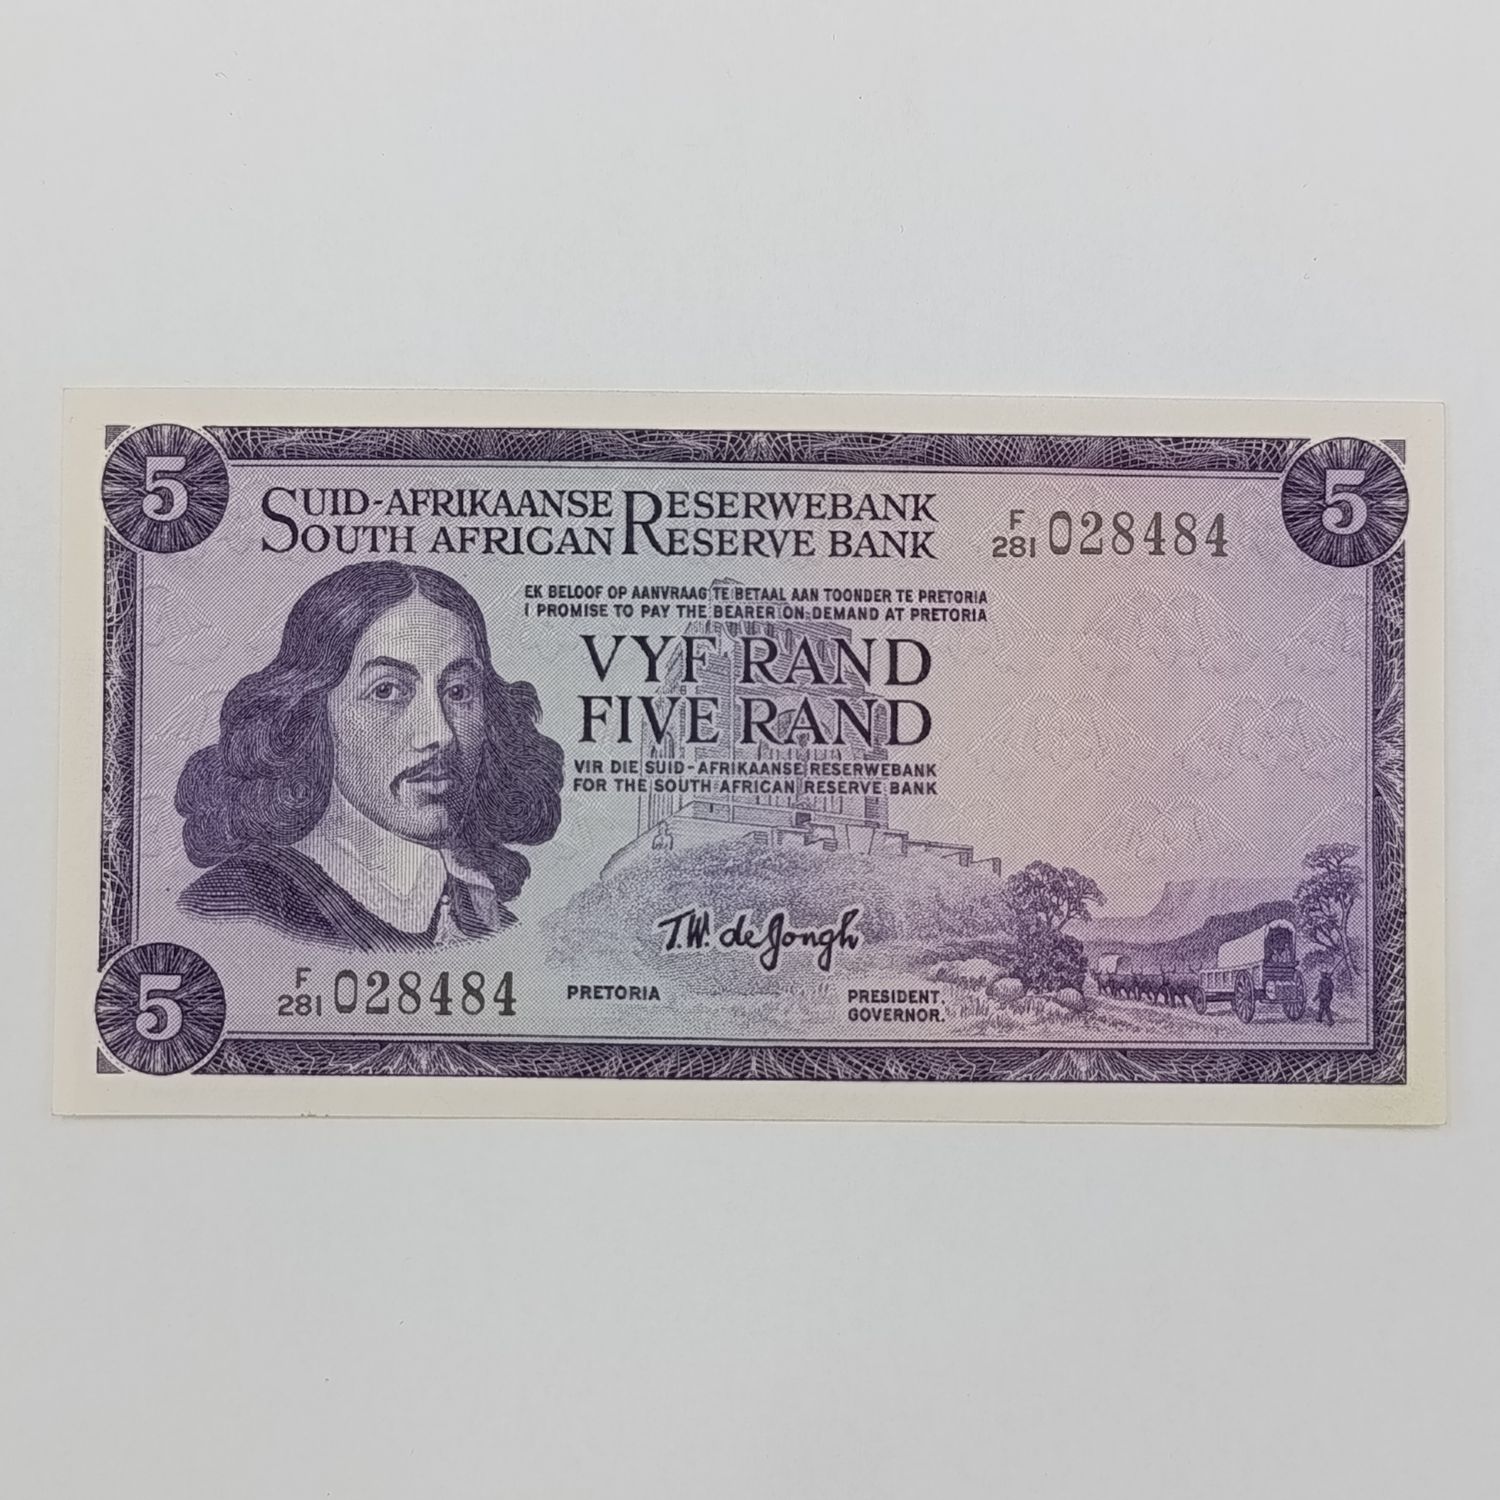 5
5
SUID-AFRIKAANSE RESERWEBANK
SOUTH AFRICAN RESERVE BANK
F/281 028484
EK BELOOF OP AANVRAAG TE BETAAL AAN TOONDER TE PRETORIA
I PROMISE TO PAY THE BEARER ON DEMAND AT PRETORIA
VYF RAND
FIVE RAND
VIR DIE SUID-AFRIKAANSE RESERWEBANK
FOR THE SOUTH AFRICAN RESERVE BANK
T.W. de Jongh
F/281 028484
PRETORIA
PRESIDENT.
GOVERNOR.
5